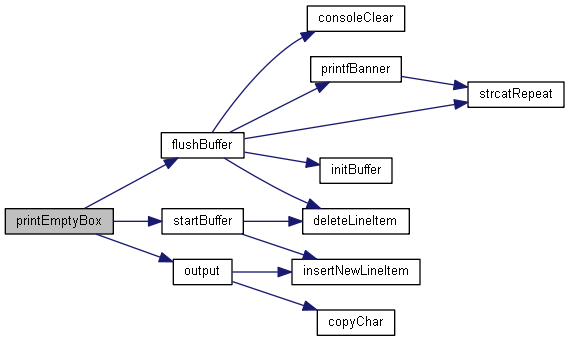 consoleClear
printfBanner
strcatRepeat
flushBuffer
initBuffer
printEmptyBox
startBuffer
deleteLineItem
output
insertNewLineItem
copyChar